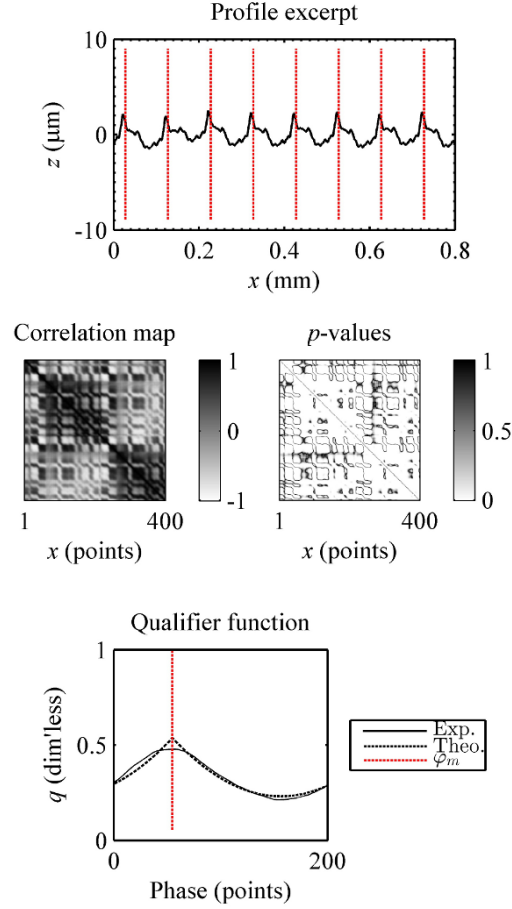 Profile excerpt
10
0
-10
z (μm)
0 0.2 0.4 0.6 0.8
x (mm)
Correlation map
1
0
-1
1 400
x (points)
p-values
1
0.5
0
1 400
x (points)
Qualifier function
1
0.5
0
q (dim'less)
0 200
Phase (points)
Exp.
Theo.
φm